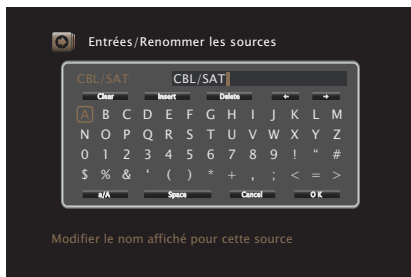 Entrées/Renommer les sources
CBL/SAT CBL/SAT
Clear Insert Delete ← →
A B C D E F G H I J K L M
N O P Q R S T U V W X Y Z
0 1 2 3 4 5 6 7 8 9 ! “ #
$ % & ‘ ( ) * + , ; < = >
a/A Space Cancel OK
Modifier le nom affiché pour cette source